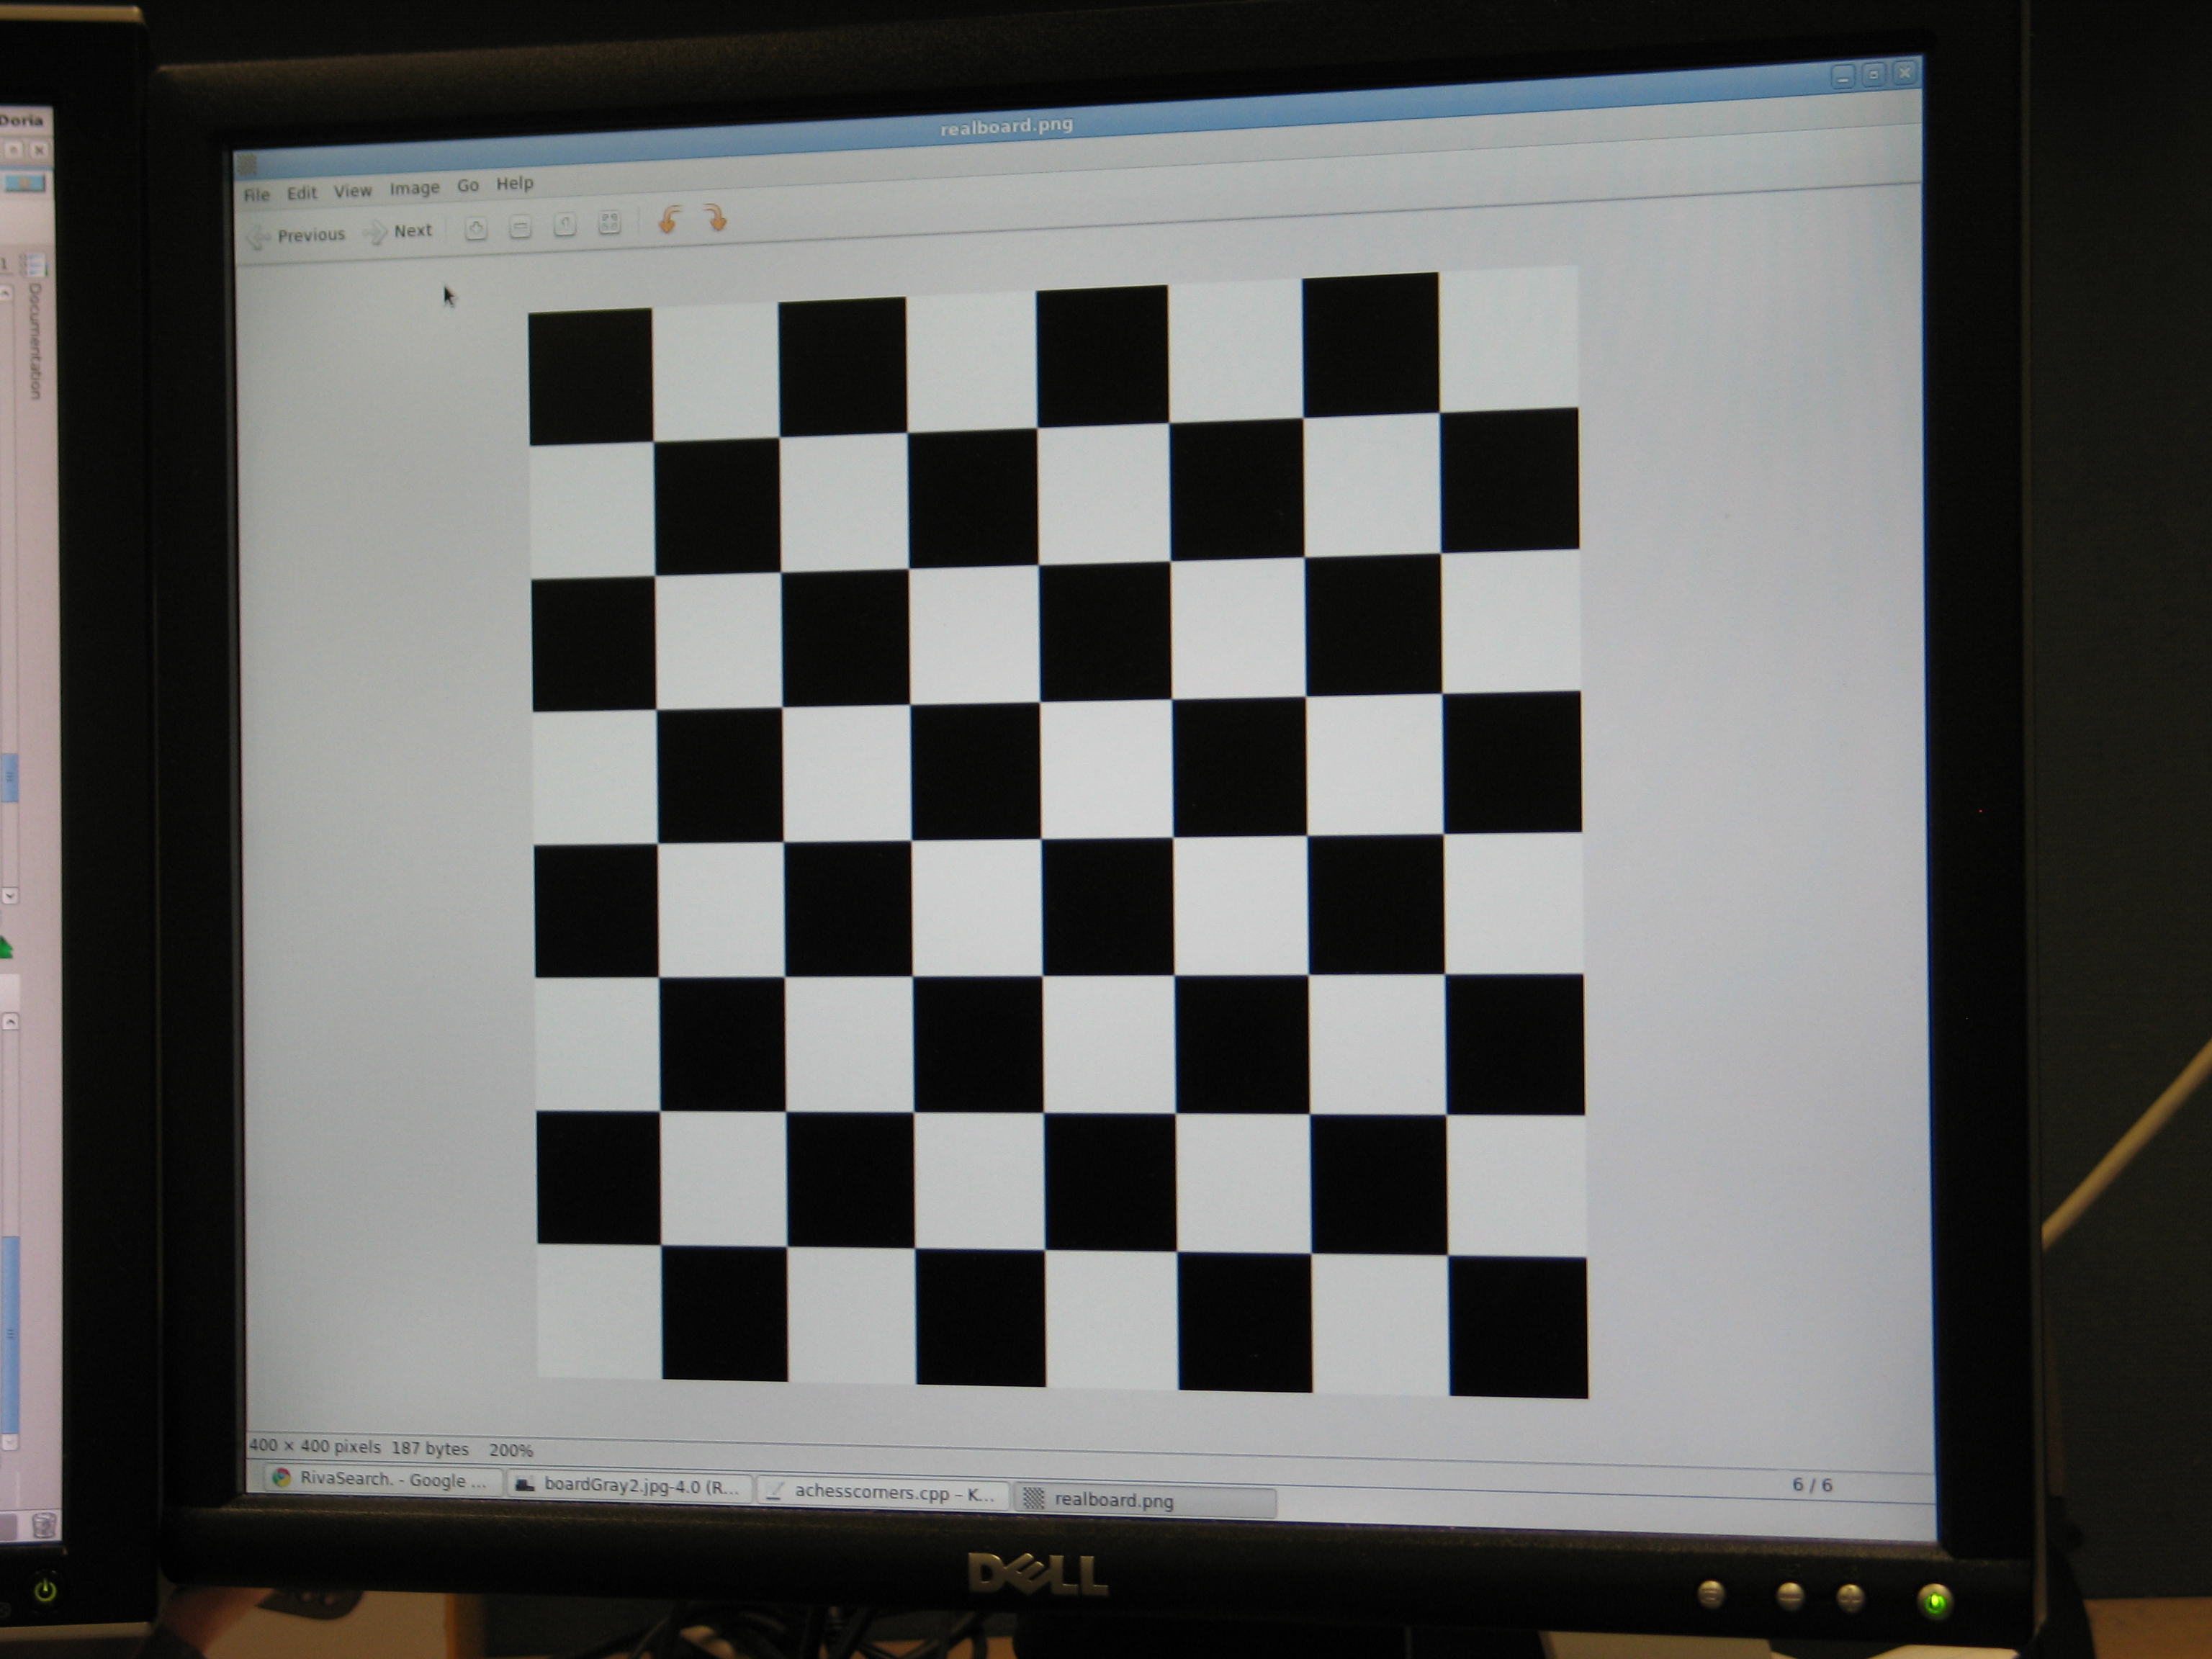 Doria
1
Documentation
realboard.png
File Edit View Image Go Help
Previous Next
400 × 400 pixels 187 bytes 200%
6 / 6
RivaSearch. - Google ...
boardGray2.jpg-4.0 (R...
achesscorners.cpp – K...
realboard.png
DELL